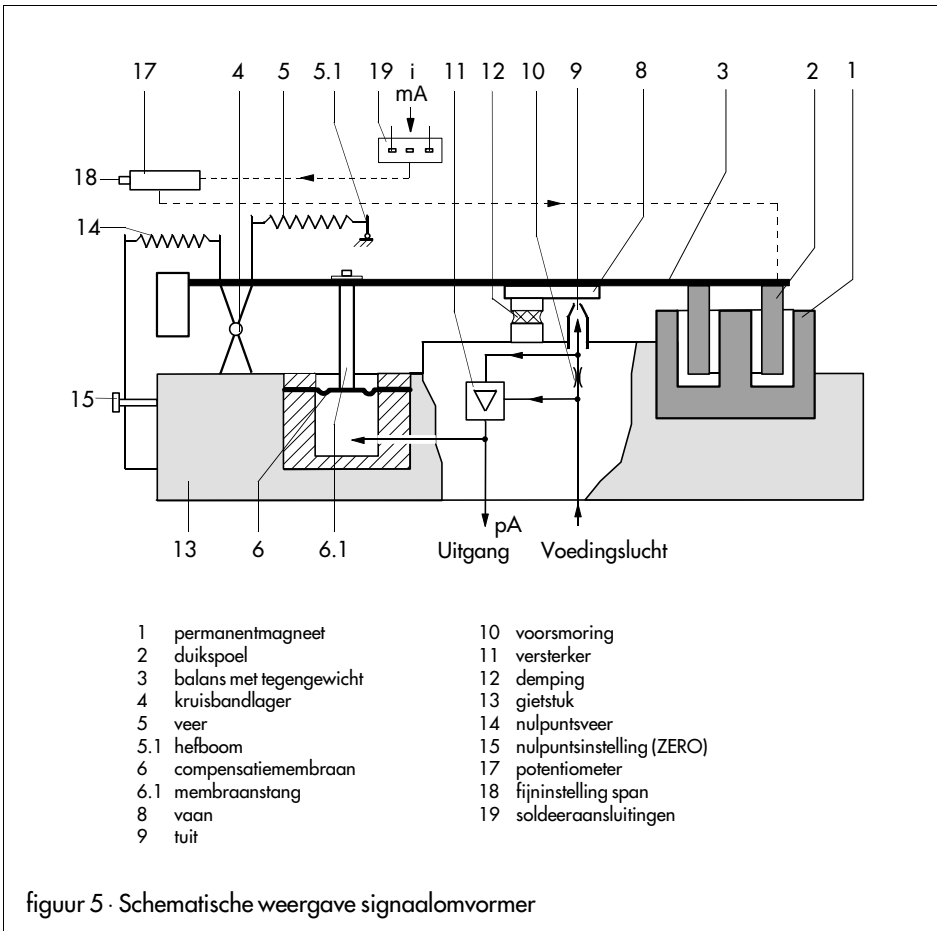 17 4 5 5.1 19 i 11 12 10 9 8 3 2 1
mA
18
14
15
pA
13 6 6.1 Uitgang Voedingslucht
1 permanentmagneet
2 duikspoel
3 balans met tegengewicht
4 kruisbandlager
5 veer
5.1 hefboom
6 compensatiemembraan
6.1 membraanstang
8 vaan
9 tuit
10 voorsmoring
11 versterker
12 demping
13 gietstuk
14 nulpuntsveer
15 nulpuntsinstelling (ZERO)
17 potentiometer
18 fijninstelling span
19 soldeeraansluitingen
figuur 5 · Schematische weergave signaalomvormer